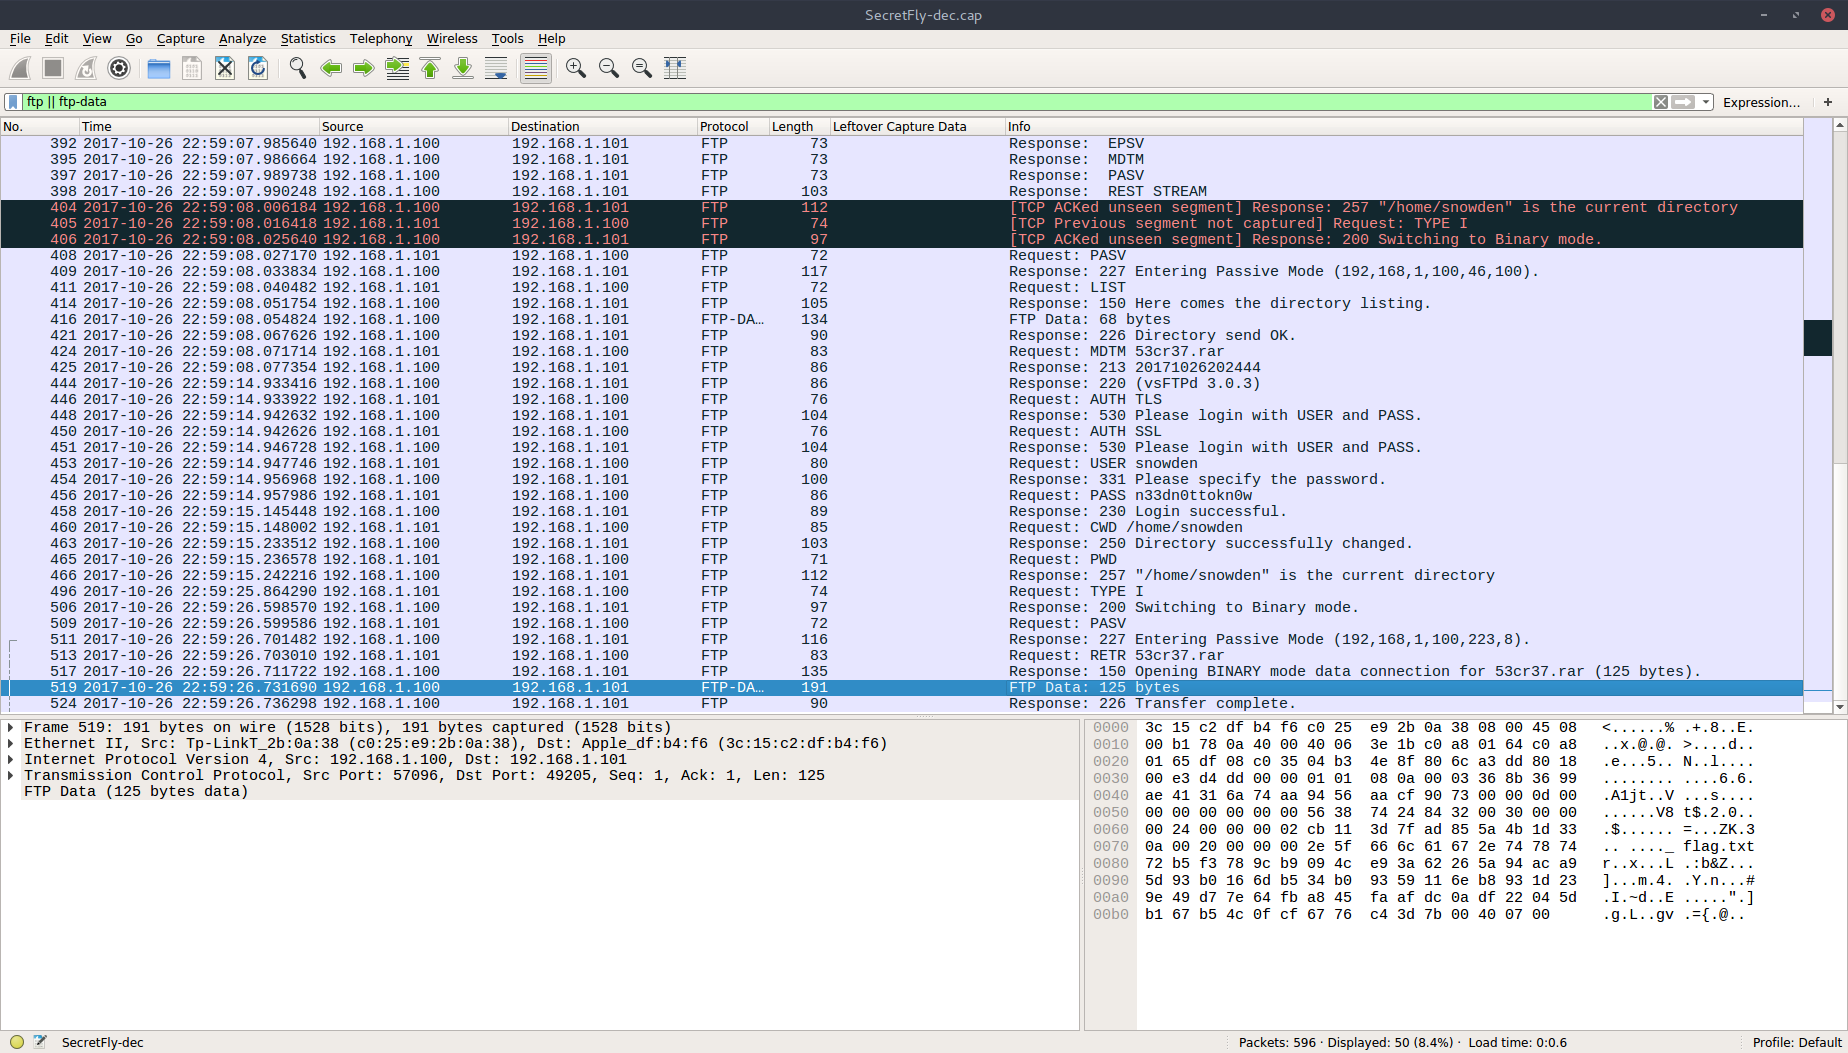 SecretFly-dec.cap
File Edit View Go Capture Analyze Statistics Telephony Wireless Tools Help
ftp || ftp-data Expression... +
No. Time Source Destination Protocol Length Leftover Capture Data Info
392 2017-10-26 22:59:07.985640 192.168.1.100 192.168.1.101 FTP 73 Response: EPSV
395 2017-10-26 22:59:07.986664 192.168.1.100 192.168.1.101 FTP 73 Response: MDTM
397 2017-10-26 22:59:07.989738 192.168.1.100 192.168.1.101 FTP 73 Response: PASV
398 2017-10-26 22:59:07.990248 192.168.1.100 192.168.1.101 FTP 103 Response: REST STREAM
404 2017-10-26 22:59:08.006184 192.168.1.100 192.168.1.101 FTP 112 [TCP ACKed unseen segment] Response: 257 "/home/snowden" is the current directory
405 2017-10-26 22:59:08.016418 192.168.1.101 192.168.1.100 FTP 74 [TCP Previous segment not captured] Request: TYPE I
406 2017-10-26 22:59:08.025640 192.168.1.100 192.168.1.101 FTP 97 [TCP ACKed unseen segment] Response: 200 Switching to Binary mode.
408 2017-10-26 22:59:08.027170 192.168.1.101 192.168.1.100 FTP 72 Request: PASV
409 2017-10-26 22:59:08.033834 192.168.1.100 192.168.1.101 FTP 117 Response: 227 Entering Passive Mode (192,168,1,100,46,100).
411 2017-10-26 22:59:08.040482 192.168.1.101 192.168.1.100 FTP 72 Request: LIST
414 2017-10-26 22:59:08.051754 192.168.1.100 192.168.1.101 FTP 105 Response: 150 Here comes the directory listing.
416 2017-10-26 22:59:08.054824 192.168.1.100 192.168.1.101 FTP-DA… 134 FTP Data: 68 bytes
421 2017-10-26 22:59:08.067626 192.168.1.100 192.168.1.101 FTP 90 Response: 226 Directory send OK.
424 2017-10-26 22:59:08.071714 192.168.1.101 192.168.1.100 FTP 83 Request: MDTM 53cr37.rar
425 2017-10-26 22:59:08.077354 192.168.1.100 192.168.1.101 FTP 86 Response: 213 20171026202444
444 2017-10-26 22:59:14.933416 192.168.1.100 192.168.1.101 FTP 86 Response: 220 (vsFTPd 3.0.3)
446 2017-10-26 22:59:14.933922 192.168.1.101 192.168.1.100 FTP 76 Request: AUTH TLS
448 2017-10-26 22:59:14.942632 192.168.1.100 192.168.1.101 FTP 104 Response: 530 Please login with USER and PASS.
450 2017-10-26 22:59:14.942626 192.168.1.101 192.168.1.100 FTP 76 Request: AUTH SSL
451 2017-10-26 22:59:14.946728 192.168.1.100 192.168.1.101 FTP 104 Response: 530 Please login with USER and PASS.
453 2017-10-26 22:59:14.947746 192.168.1.101 192.168.1.100 FTP 80 Request: USER snowden
454 2017-10-26 22:59:14.956968 192.168.1.100 192.168.1.101 FTP 100 Response: 331 Please specify the password.
456 2017-10-26 22:59:14.957986 192.168.1.101 192.168.1.100 FTP 86 Request: PASS n33dn0ttokn0w
458 2017-10-26 22:59:15.145448 192.168.1.100 192.168.1.101 FTP 89 Response: 230 Login successful.
460 2017-10-26 22:59:15.148002 192.168.1.101 192.168.1.100 FTP 85 Request: CWD /home/snowden
463 2017-10-26 22:59:15.233512 192.168.1.100 192.168.1.101 FTP 103 Response: 250 Directory successfully changed.
465 2017-10-26 22:59:15.236578 192.168.1.101 192.168.1.100 FTP 71 Request: PWD
466 2017-10-26 22:59:15.242216 192.168.1.100 192.168.1.101 FTP 112 Response: 257 "/home/snowden" is the current directory
496 2017-10-26 22:59:25.864290 192.168.1.101 192.168.1.100 FTP 74 Request: TYPE I
506 2017-10-26 22:59:26.598570 192.168.1.100 192.168.1.101 FTP 97 Response: 200 Switching to Binary mode.
509 2017-10-26 22:59:26.599586 192.168.1.101 192.168.1.100 FTP 72 Request: PASV
511 2017-10-26 22:59:26.701482 192.168.1.100 192.168.1.101 FTP 116 Response: 227 Entering Passive Mode (192,168,1,100,223,8).
513 2017-10-26 22:59:26.703010 192.168.1.101 192.168.1.100 FTP 83 Request: RETR 53cr37.rar
517 2017-10-26 22:59:26.711722 192.168.1.100 192.168.1.101 FTP 135 Response: 150 Opening BINARY mode data connection for 53cr37.rar (125 bytes).
519 2017-10-26 22:59:26.731690 192.168.1.100 192.168.1.101 FTP-DA… 191 FTP Data: 125 bytes
524 2017-10-26 22:59:26.736298 192.168.1.100 192.168.1.101 FTP 90 Response: 226 Transfer complete.
Frame 519: 191 bytes on wire (1528 bits), 191 bytes captured (1528 bits)
Ethernet II, Src: Tp-LinkT_2b:0a:38 (c0:25:e9:2b:0a:38), Dst: Apple_df:b4:f6 (3c:15:c2:df:b4:f6)
Internet Protocol Version 4, Src: 192.168.1.100, Dst: 192.168.1.101
Transmission Control Protocol, Src Port: 57096, Dst Port: 49205, Seq: 1, Ack: 1, Len: 125
FTP Data (125 bytes data)
0000 3c 15 c2 df b4 f6 c0 25 e9 2b 0a 38 08 00 45 08 <......% .+.8..E.
0010 00 b1 78 0a 40 00 40 06 3e 1b c0 a8 01 64 c0 a8 ..x.@.@. >....d..
0020 01 65 df 08 c0 35 04 b3 4e 8f 80 6c a3 dd 80 18 .e...5.. N..l....
0030 00 e3 d4 dd 00 00 01 01 08 0a 00 03 36 8b 36 99 ........ ....6.6.
0040 ae 41 31 6a 74 aa 94 56 aa cf 90 73 00 00 0d 00 .A1jt..V ...s....
0050 00 00 00 00 00 00 56 38 74 24 84 32 00 30 00 00 ......V8 t$.2.0..
0060 00 24 00 00 00 02 cb 11 3d 7f ad 85 5a 4b 1d 33 .$...... =...ZK.3
0070 0a 00 20 00 00 00 2e 5f 66 6c 61 67 2e 74 78 74 .. ...._ flag.txt
0080 72 b5 f3 78 9c b9 09 4c e9 3a 62 26 5a 94 ac a9 r..x...L .:b&Z...
0090 5d 93 b0 16 6d b5 34 b0 93 59 11 6e b8 93 1d 23 ]...m.4. .Y.n...#
00a0 9e 49 d7 7e 64 fb a8 45 fa af dc 0a df 22 04 5d .I.~d..E .....".]
00b0 b1 67 b5 4c 0f cf 67 76 c4 3d 7b 00 40 07 00 .g.L..gv .={.@..
SecretFly-dec Packets: 596 · Displayed: 50 (8.4%) · Load time: 0:0.6 Profile: Default